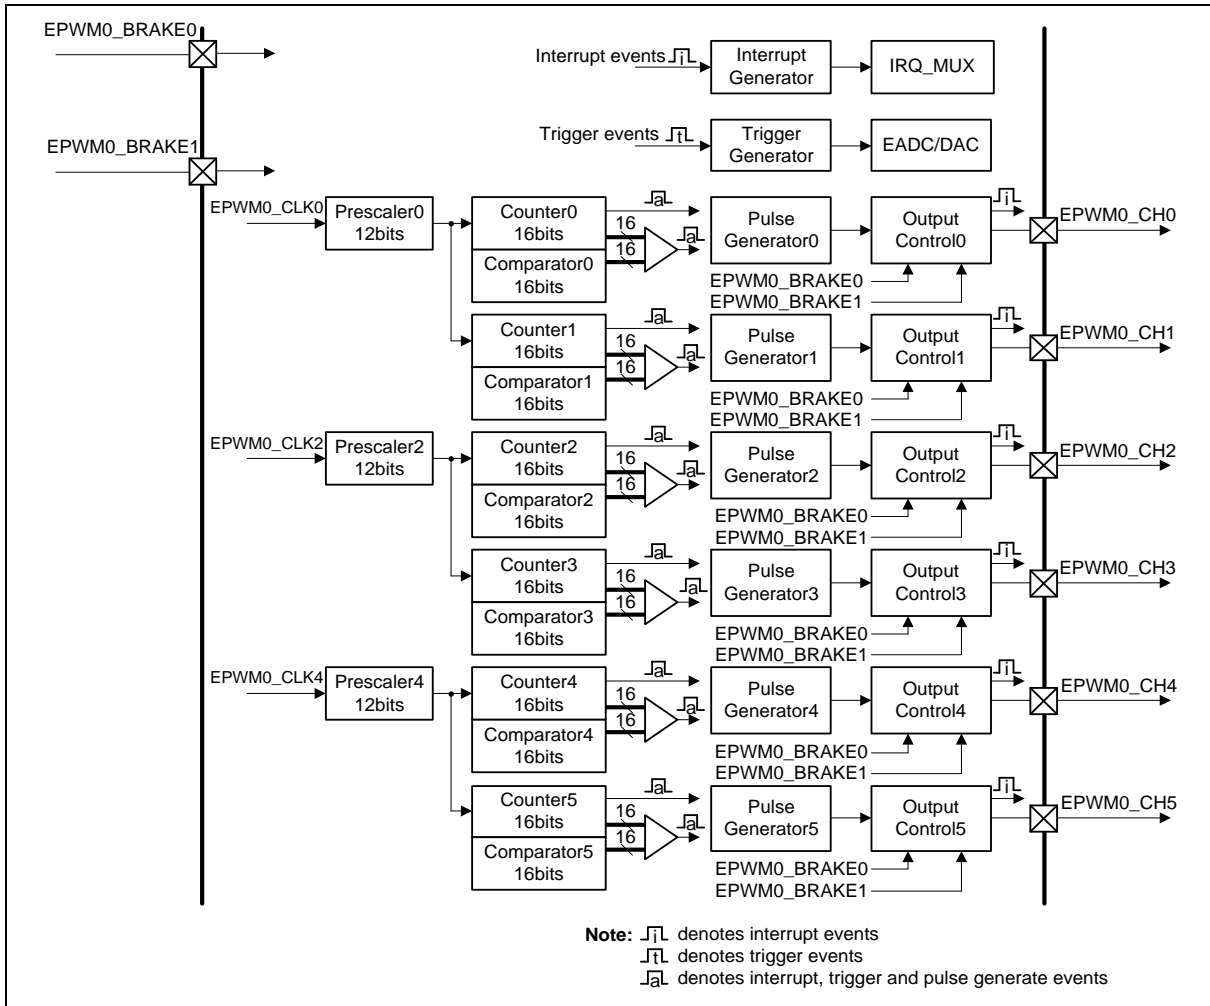 EPWM0_BRAKE0
EPWM0_BRAKE1
Interrupt events i
Interrupt
Generator
IRQ_MUX
Trigger events t
Trigger
Generator
EADC/DAC
EPWM0_CLK0
Prescaler0
12bits
Counter0
16bits
Comparator0
16bits
16
16
a
a
Pulse
Generator0
Output
Control0
i
EPWM0_CH0
EPWM0_BRAKE0
EPWM0_BRAKE1
Counter1
16bits
Comparator1
16bits
16
16
a
a
Pulse
Generator1
Output
Control1
i
EPWM0_CH1
EPWM0_BRAKE0
EPWM0_BRAKE1
EPWM0_CLK2
Prescaler2
12bits
Counter2
16bits
Comparator2
16bits
16
16
a
a
Pulse
Generator2
Output
Control2
i
EPWM0_CH2
EPWM0_BRAKE0
EPWM0_BRAKE1
Counter3
16bits
Comparator3
16bits
16
16
a
a
Pulse
Generator3
Output
Control3
i
EPWM0_CH3
EPWM0_BRAKE0
EPWM0_BRAKE1
EPWM0_CLK4
Prescaler4
12bits
Counter4
16bits
Comparator4
16bits
16
16
a
a
Pulse
Generator4
Output
Control4
i
EPWM0_CH4
EPWM0_BRAKE0
EPWM0_BRAKE1
Counter5
16bits
Comparator5
16bits
16
16
a
a
Pulse
Generator5
Output
Control5
i
EPWM0_CH5
EPWM0_BRAKE0
EPWM0_BRAKE1
Note: i denotes interrupt events
t denotes trigger events
a denotes interrupt, trigger and pulse generate events